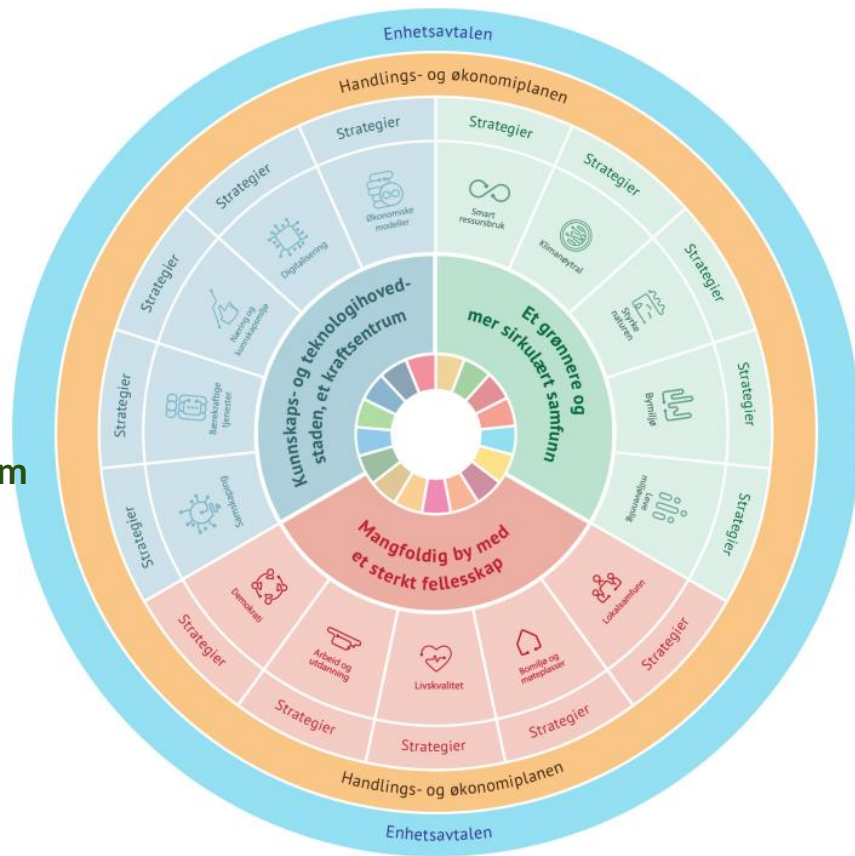 Enhetsavtalen
Handlings- og økonomiplanen
Strategier
Strategier
Strategier
Strategier
Strategier
Strategier
Strategier
Strategier
Strategier
Strategier
Økonomiske
modeller
Digitalisering
Næring og
kunnskapsmiljø
Bærekraftige
tjenester
Samskaping
Smart
ressursbruk
Klimanøytral
Styrke
naturen
Bymiljø
Leve
miljøvennlig
Kunnskaps- og teknologihoved-
staden, et kraftsentrum
Et grønnere og
mer sirkulært samfunn
m
Mangfoldig by med
et sterkt fellesskap
Demokrati
Arbeid og
utdanning
Livskvalitet
Bomiljø og
møteplasser
Lokalsamfunn
Strategier
Strategier
Strategier
Strategier
Strategier
Handlings- og økonomiplanen
Enhetsavtalen